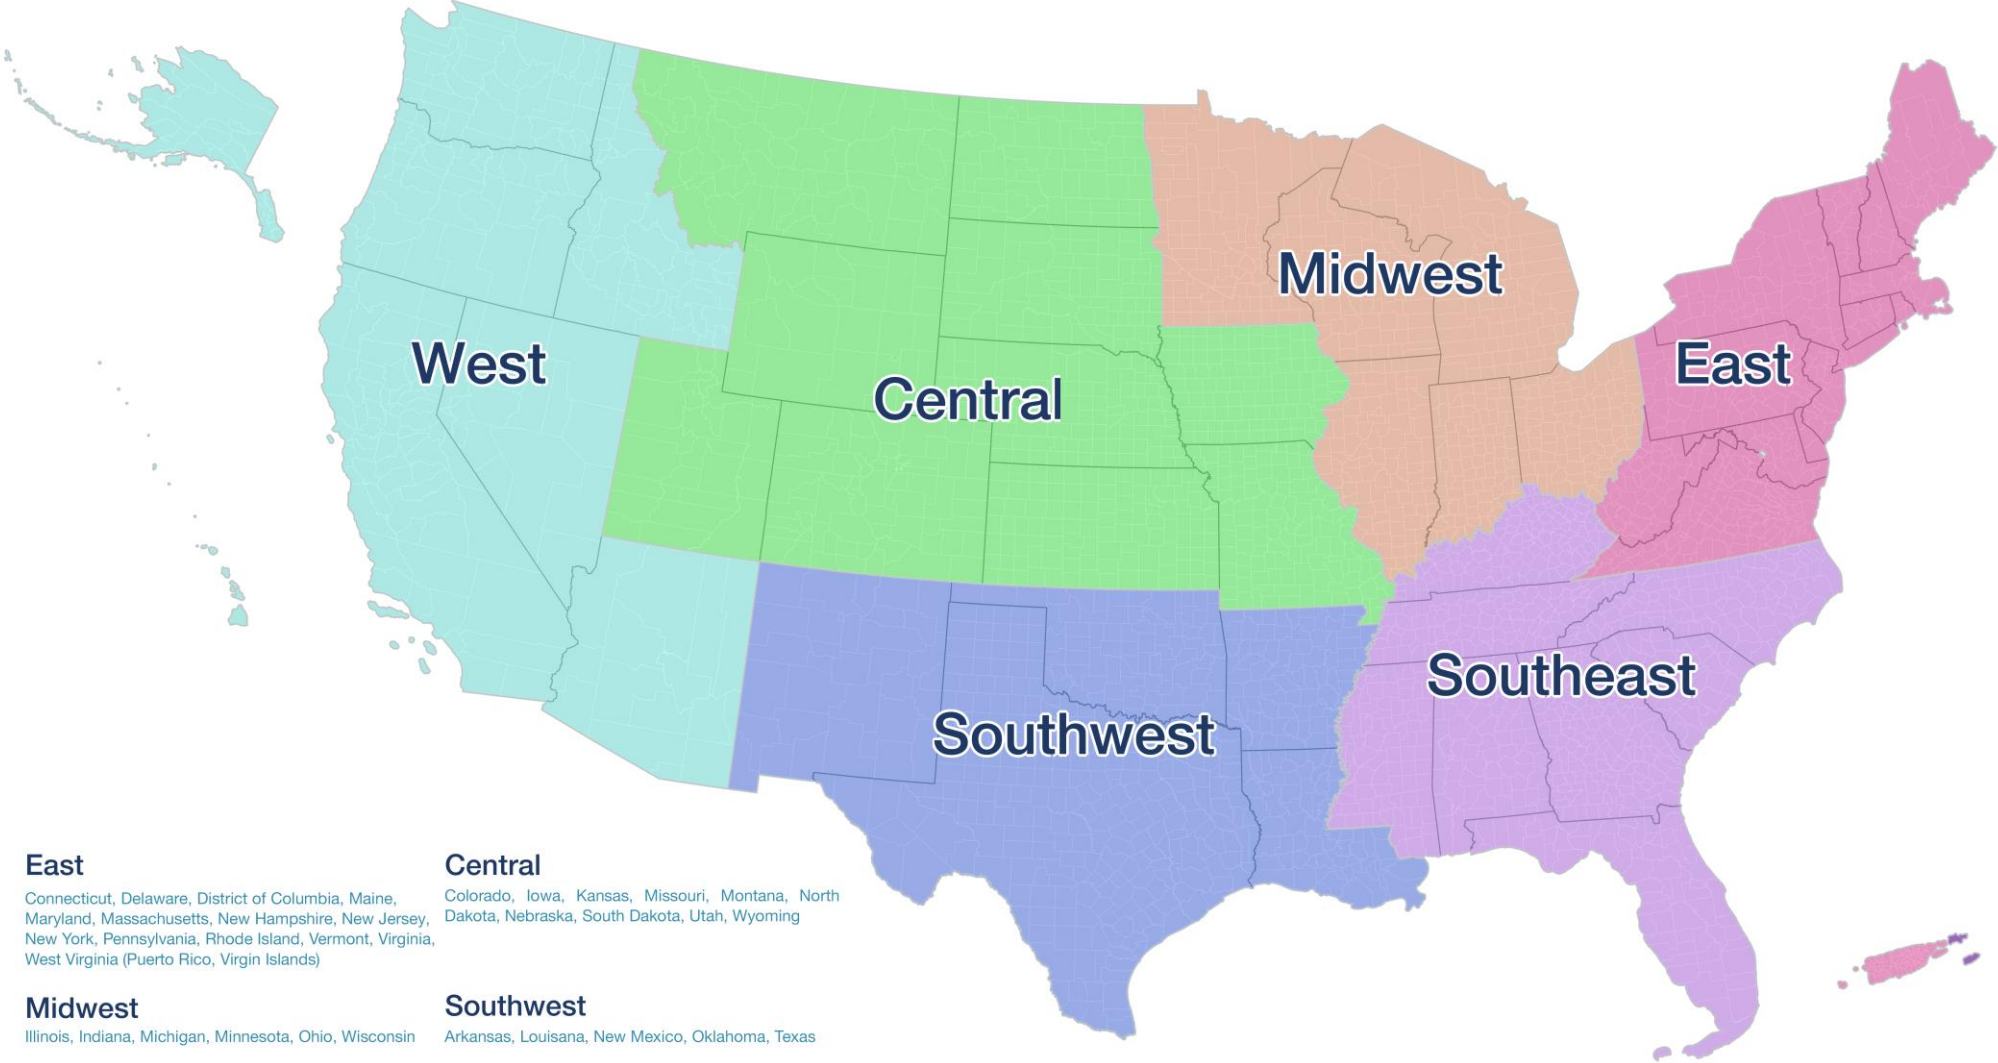 West
Central
Midwest
East
Southwest
Southeast
East
Connecticut, Delaware, District of Columbia, Maine,
Maryland, Massachusetts, New Hampshire, New Jersey,
New York, Pennsylvania, Rhode Island, Vermont, Virginia,
West Virginia (Puerto Rico, Virgin Islands)
Central
Colorado, Iowa, Kansas, Missouri, Montana, North
Dakota, Nebraska, South Dakota, Utah, Wyoming
Midwest
Illinois, Indiana, Michigan, Minnesota, Ohio, Wisconsin
Southwest
Arkansas, Louisana, New Mexico, Oklahoma, Texas